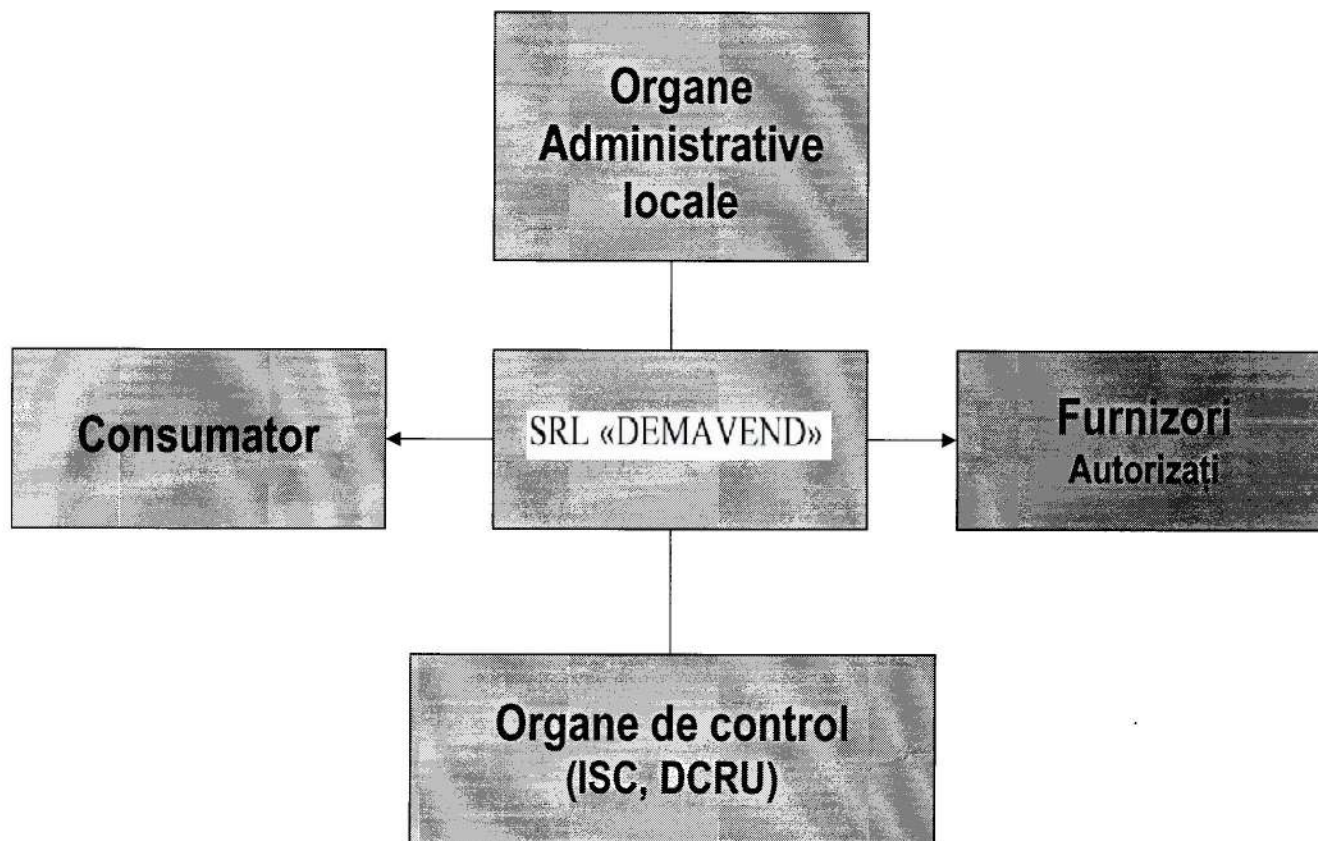 Organe
Administrative
locale
Consumator
SRL «DEMAVEND»
Furnizori
Autorizați
Organe de control
(ISC, DCRU)